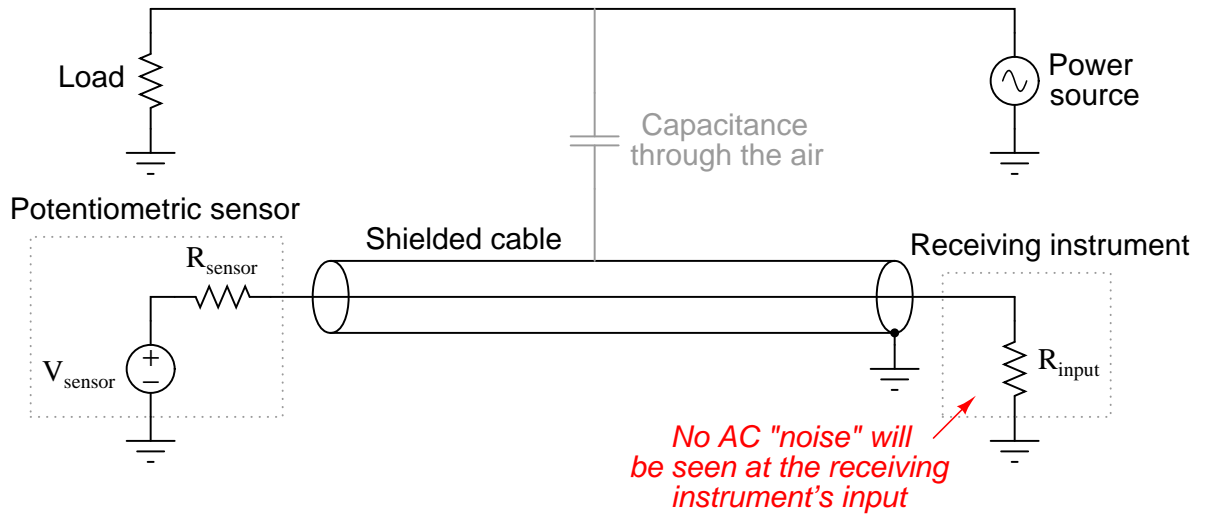 Load
Power
source
Capacitance
through the air
Potentiometric sensor
Shielded cable
Receiving instrument
Rsensor
+
−
Vsensor
Rinput
No AC "noise" will
be seen at the receiving
instrument's input